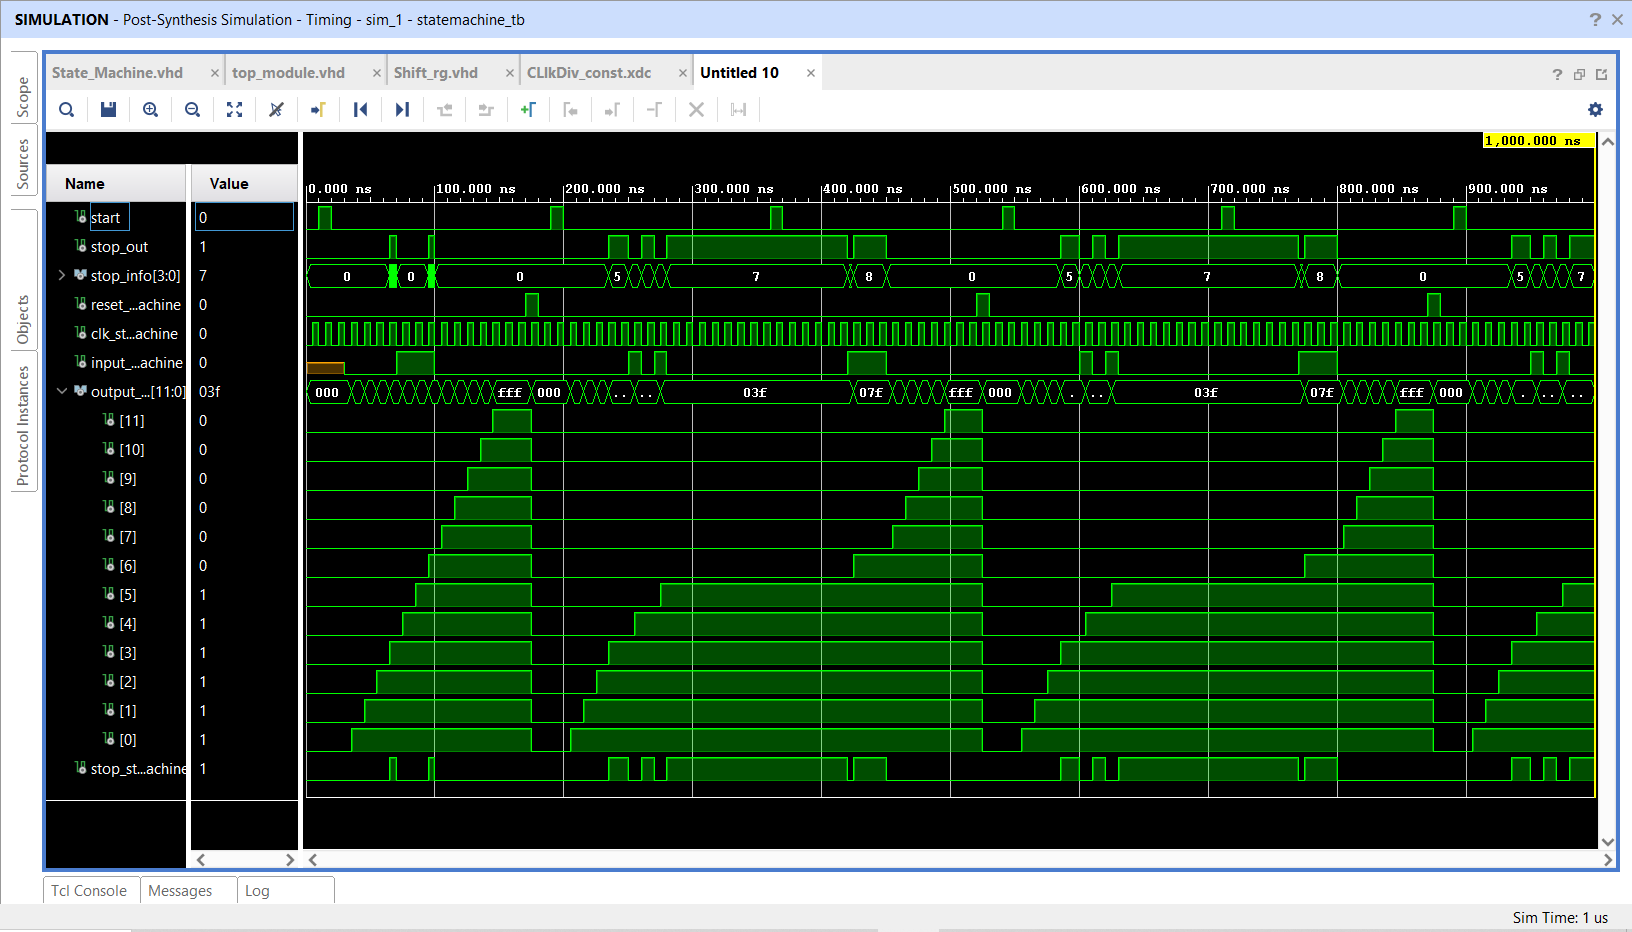 SIMULATION - Post-Synthesis Simulation - Timing - sim_1 - statemachine_tb
Scope
Sources
Objects
Protocol Instances
State_Machine.vhd
top_module.vhd
Shift_rg.vhd
CLlkDiv_const.xdc
Untitled 10
1,000.000 ns
Name Value
0.000 ns 100.000 ns 200.000 ns 300.000 ns 400.000 ns 500.000 ns 600.000 ns 700.000 ns 800.000 ns 900.000 ns
start 0
stop_out 1
stop_info[3:0] 7 0 0 0 5 7 8 0 5 7 8 0 5 7
reset_...achine 0
clk_st...achine 0
input_...achine 0
output_...[11:0] 03f 000 fff 000 .. .. 03f 07f fff 000 . .. 03f 07f fff 000 . .. ..
[11] 0
[10] 0
[9] 0
[8] 0
[7] 0
[6] 0
[5] 1
[4] 1
[3] 1
[2] 1
[1] 1
[0] 1
stop_st...achine 1
Tcl Console Messages Log
Sim Time: 1 us